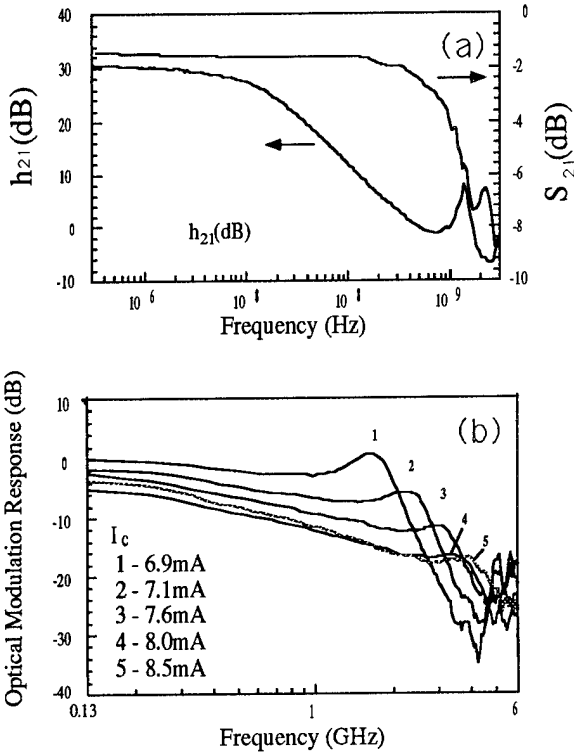 (a)
h21(dB)
40
30
20
10
0
-10
S21(dB)
0
-2
-4
-6
-8
-10
h21(dB)
10 6
10 8
10 8
10 9
Frequency (Hz)
(b)
Optical Modulation Response (dB)
10
0
-10
-20
-30
-40
1
2
3
4
5
Ic
1 - 6.9mA
2 - 7.1mA
3 - 7.6mA
4 - 8.0mA
5 - 8.5mA
0.13
1
6
Frequency (GHz)